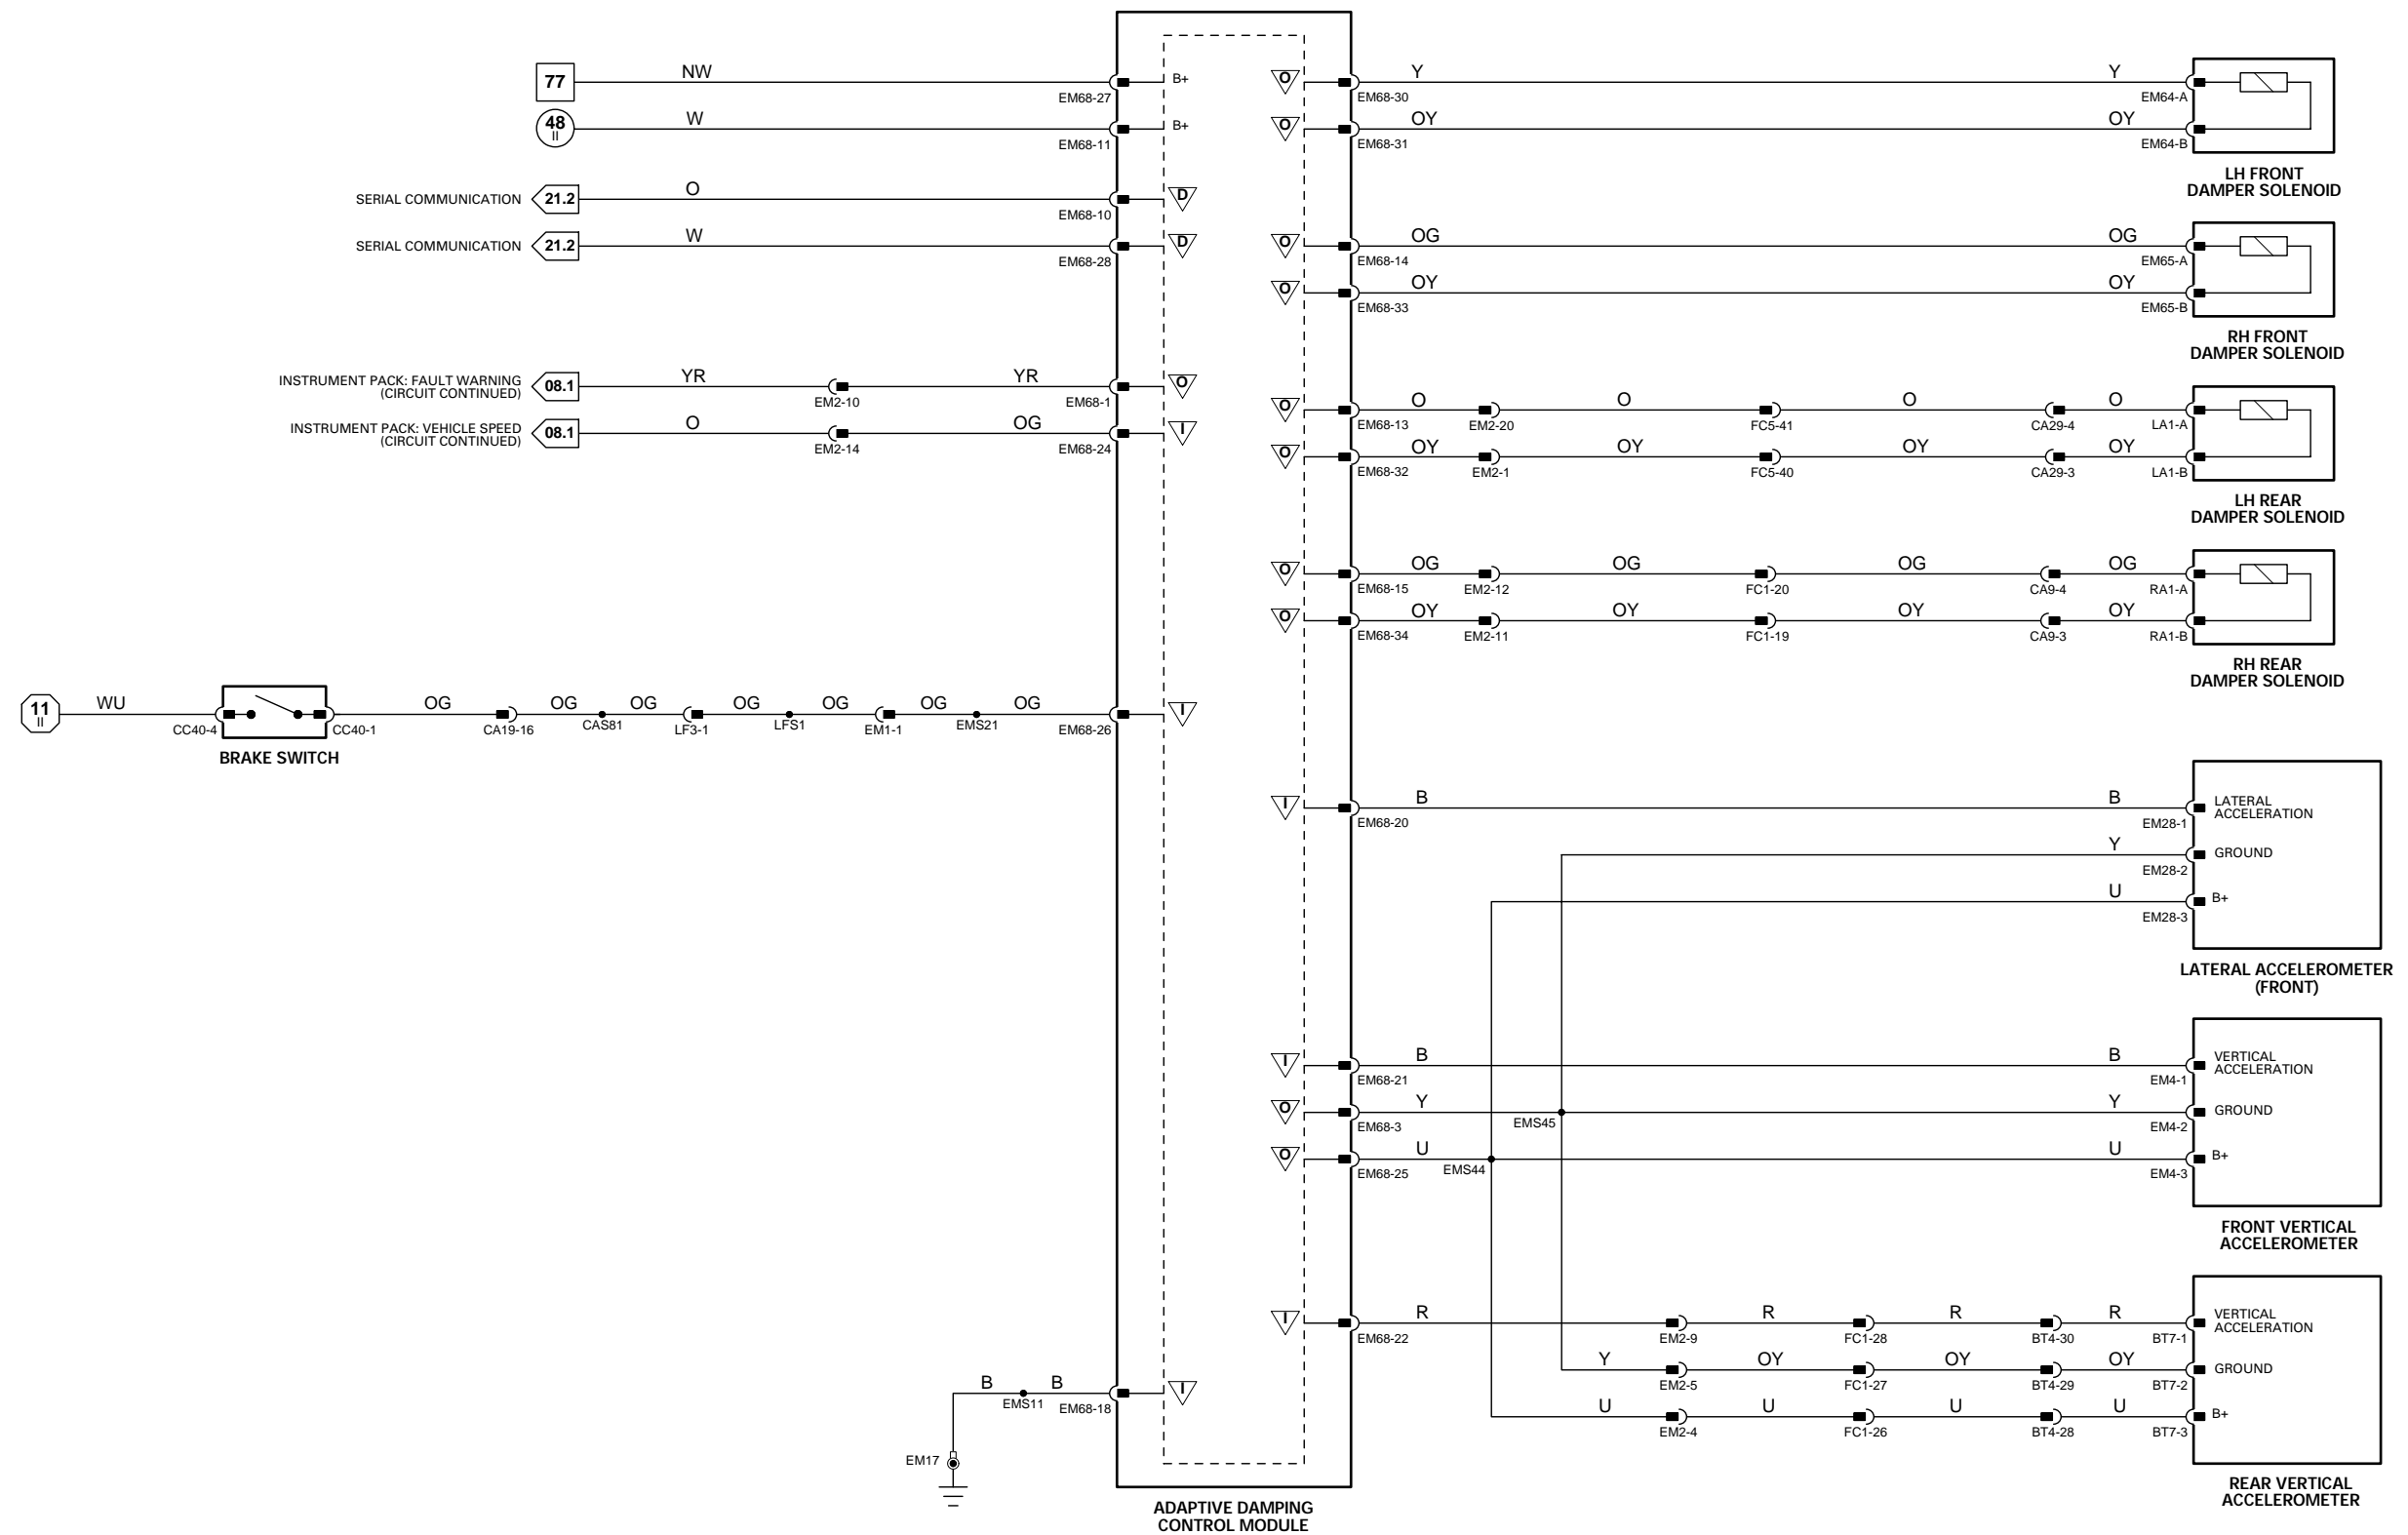 77 NW EM68-27 B+ O EM68-30 Y Y EM64-A
48 II W EM68-11 B+ O EM68-31 OY OY EM64-B
LH FRONT
DAMPER SOLENOID
SERIAL COMMUNICATION 21.2 O EM68-10 D
SERIAL COMMUNICATION 21.2 W EM68-28 D O EM68-14 OG OG EM65-A
O EM68-33 OY OY EM65-B
RH FRONT
DAMPER SOLENOID
INSTRUMENT PACK: FAULT WARNING
(CIRCUIT CONTINUED) 08.1 YR EM2-10 YR EM68-1 O
O EM68-13 O EM2-20 O FC5-41 O CA29-4 O LA1-A
INSTRUMENT PACK: VEHICLE SPEED
(CIRCUIT CONTINUED) 08.1 O EM2-14 OG EM68-24 I
O EM68-32 OY EM2-1 OY FC5-40 OY CA29-3 OY LA1-B
LH REAR
DAMPER SOLENOID
O EM68-15 OG EM2-12 OG FC1-20 OG CA9-4 OG RA1-A
O EM68-34 OY EM2-11 OY FC1-19 OY CA9-3 OY RA1-B
RH REAR
DAMPER SOLENOID
11 II WU CC40-4 CC40-1 OG CA19-16 OG CAS81 OG LF3-1 OG LFS1 OG EM1-1 OG EMS21 OG EM68-26 I
BRAKE SWITCH
I EM68-20 B B EM28-1 LATERAL
ACCELERATION
Y EM28-2 GROUND
U EM28-3 B+
LATERAL ACCELEROMETER
(FRONT)
I EM68-21 B B EM4-1 VERTICAL
ACCELERATION
O EM68-3 Y EMS45 Y EM4-2 GROUND
O EM68-25 U EMS44 U EM4-3 B+
FRONT VERTICAL
ACCELEROMETER
I EM68-22 R EM2-9 R FC1-28 R BT4-30 R BT7-1 VERTICAL
ACCELERATION
Y EM2-5 OY FC1-27 OY BT4-29 OY BT7-2 GROUND
B EMS11 B EM68-18 I
U EM2-4 U FC1-26 U BT4-28 U BT7-3 B+
EM17
REAR VERTICAL
ACCELEROMETER
ADAPTIVE DAMPING
CONTROL MODULE